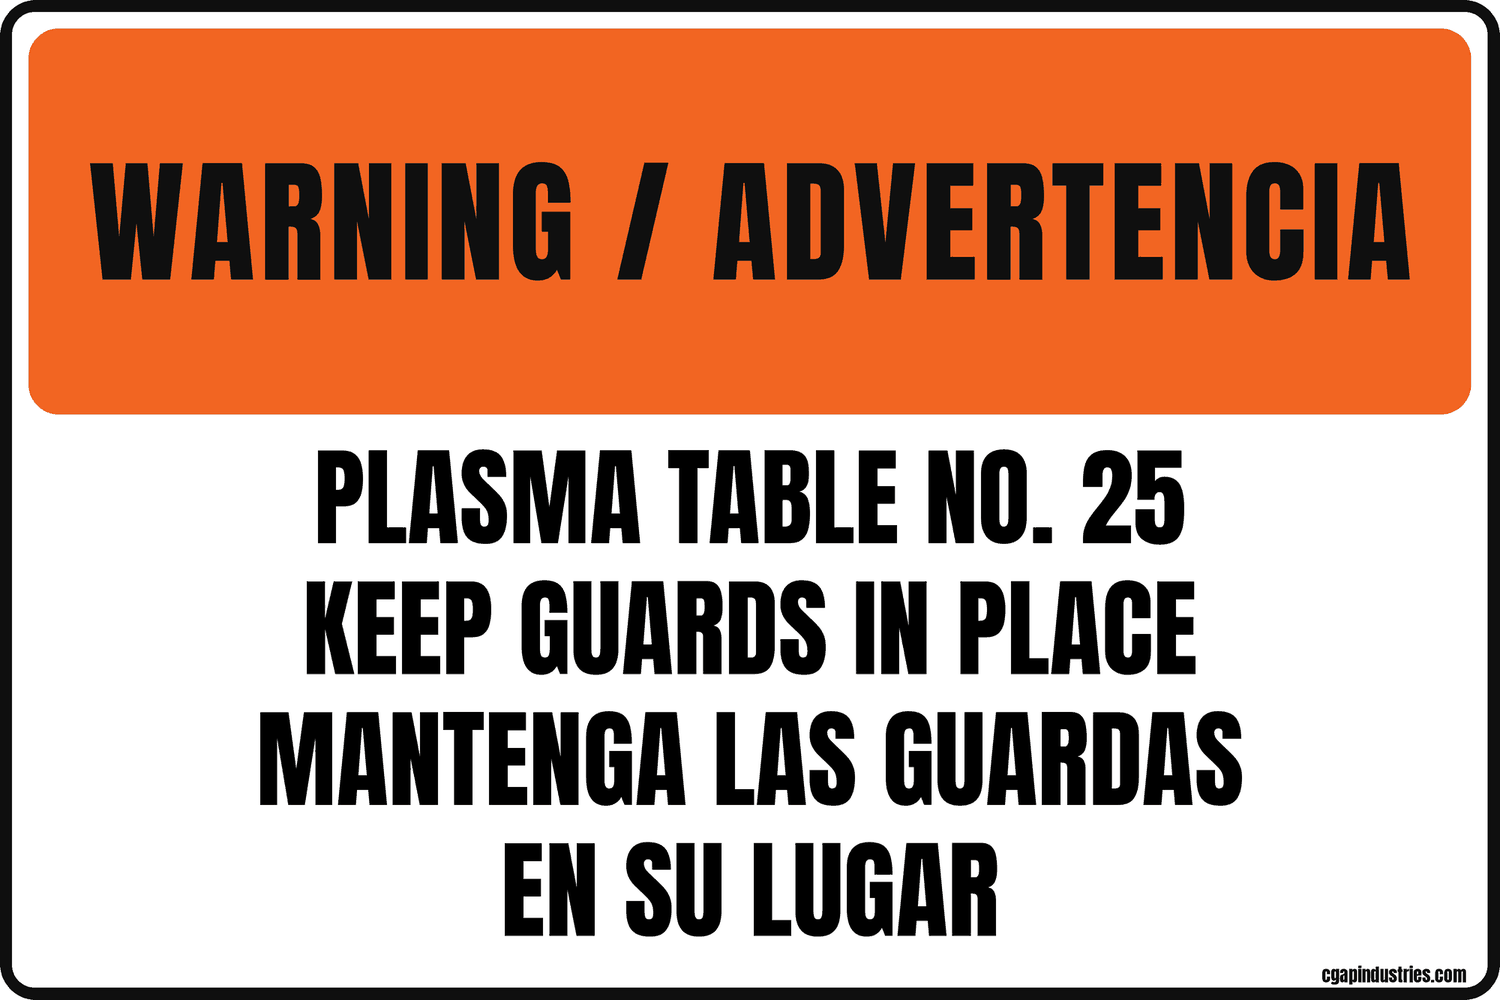 WARNING / ADVERTENCIA
PLASMA TABLE NO. 25
KEEP GUARDS IN PLACE
MANTENGA LAS GUARDAS
EN SU LUGAR
cgapindustries.com